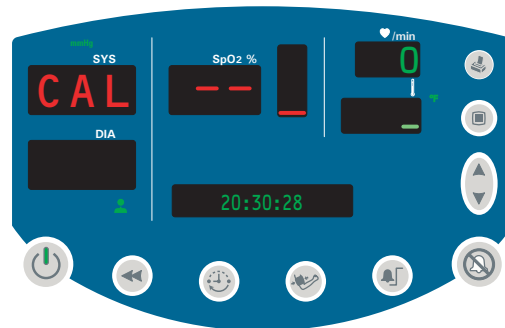 mmHg
SYS
CAL
DIA
SpO2 %
--
/min
0
-
°F
20:30:28